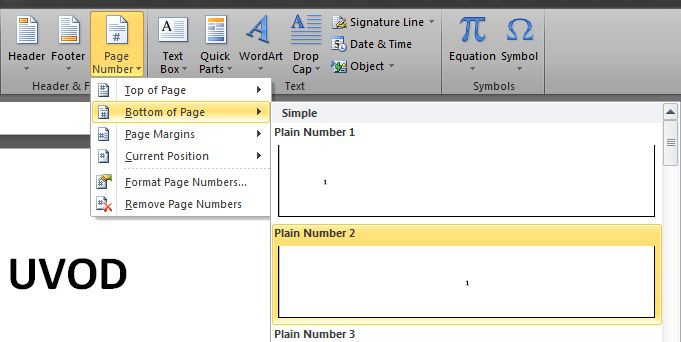 Header Footer Page Number
Text Box Quick Parts WordArt Drop Cap
Signature Line
Date & Time
Object
Equation Symbol
Header & F
Text
Symbols
Top of Page
Bottom of Page
Page Margins
Current Position
Format Page Numbers...
Remove Page Numbers
Simple
Plain Number 1
1
Plain Number 2
1
Plain Number 3
UVOD